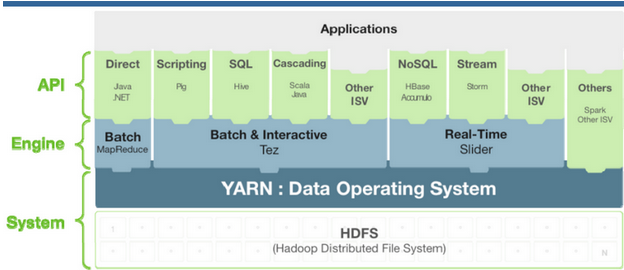 Applications
API
Direct
Java
.NET
Scripting
Pig
SQL
Hive
Cascading
Scala
Java
Other
ISV
NoSQL
HBase
Accumulo
Stream
Storm
Other
ISV
Others
Spark
Other ISV
Engine
Batch
MapReduce
Batch & Interactive
Tez
Real-Time
Slider
System
YARN : Data Operating System
HDFS
(Hadoop Distributed File System)
1
N